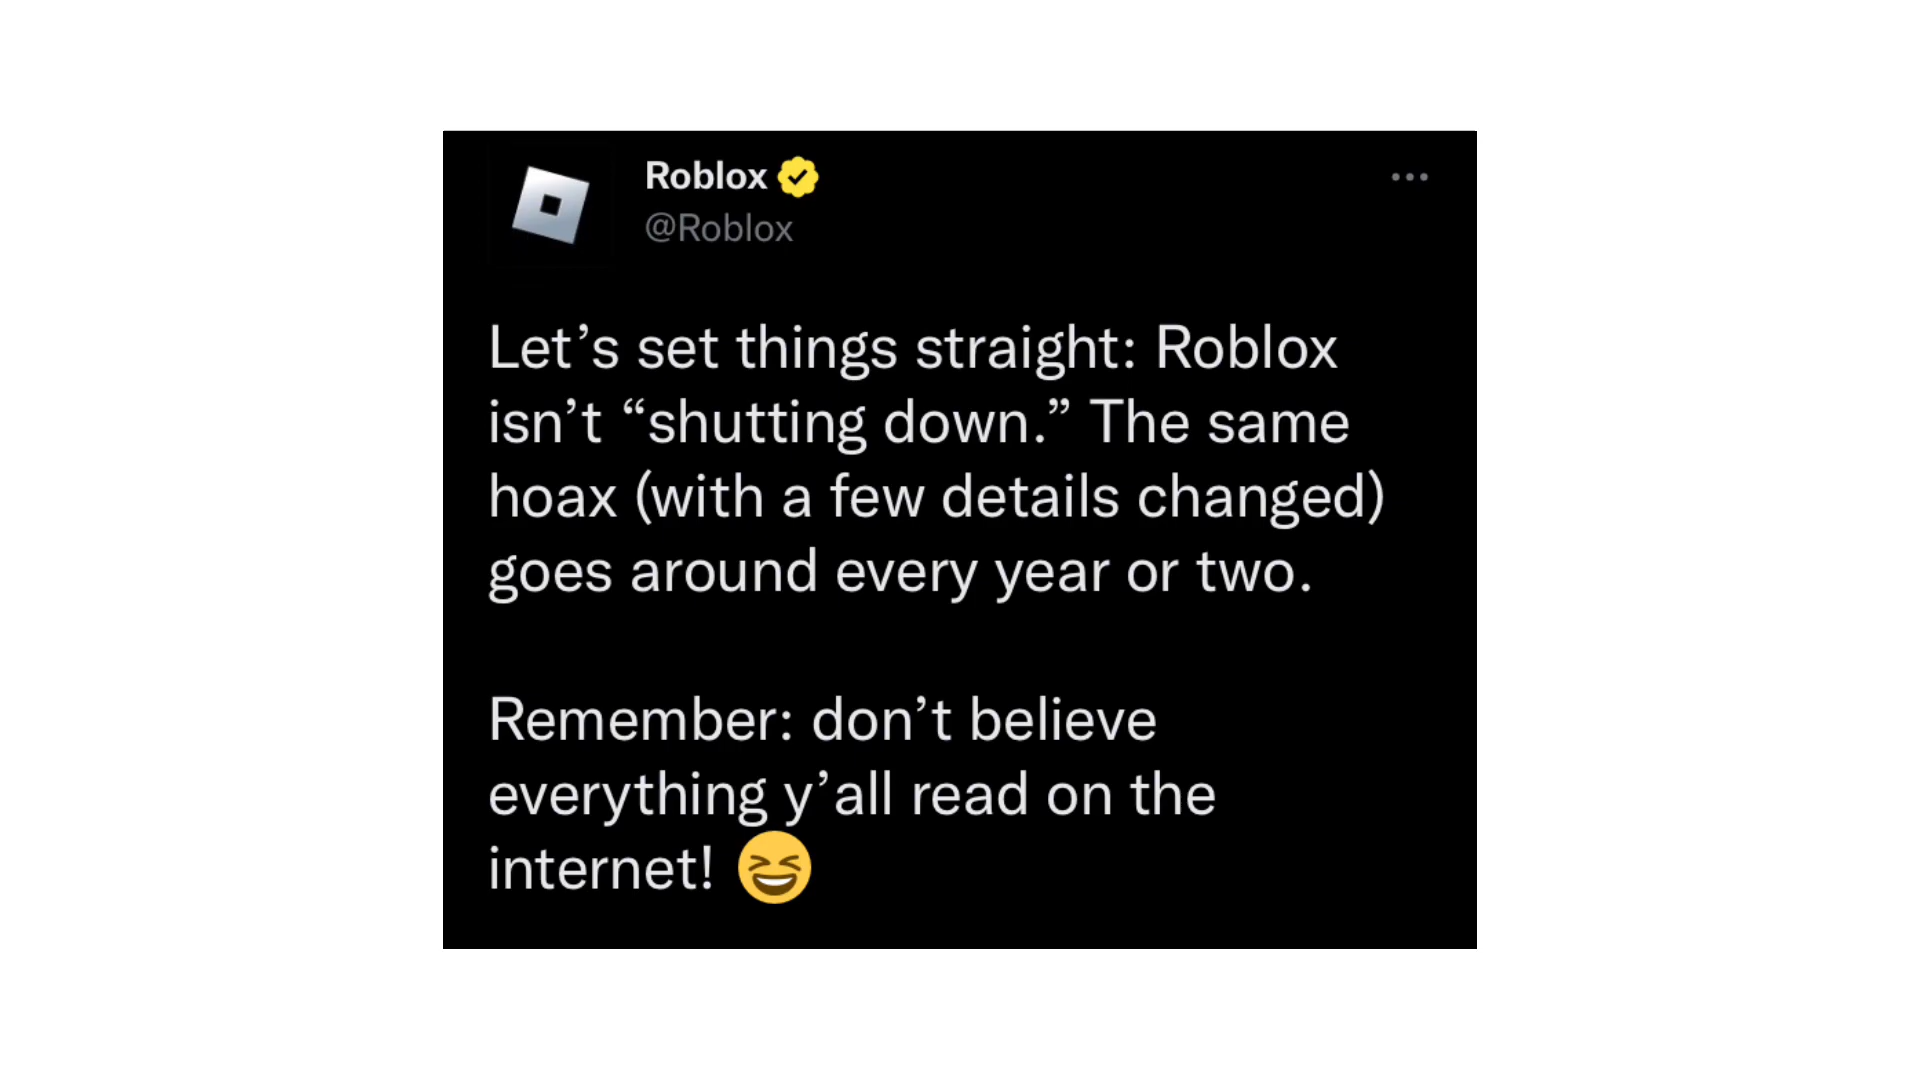 Roblox
@Roblox
Let’s set things straight: Roblox
isn’t “shutting down.” The same
hoax (with a few details changed)
goes around every year or two.
Remember: don’t believe
everything y’all read on the
internet! 😆